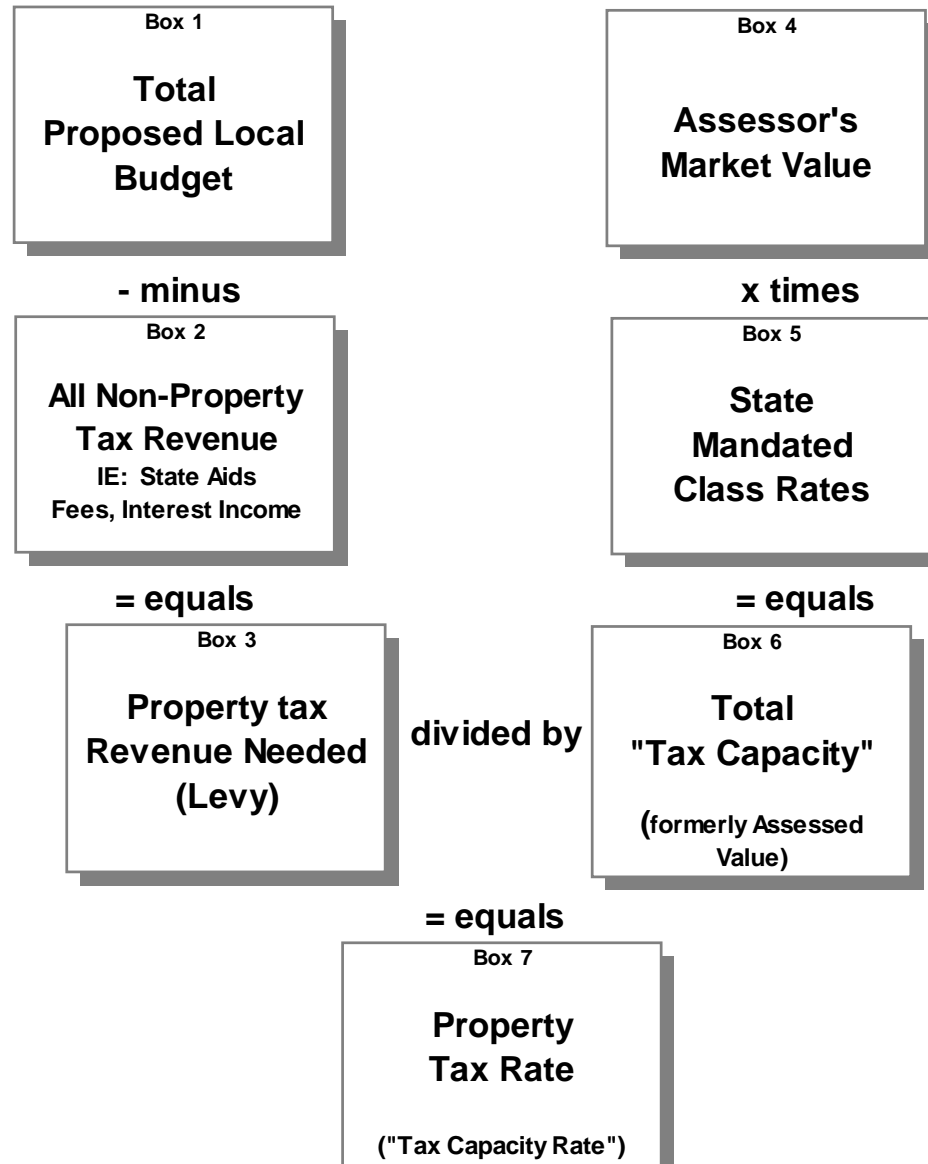 Box 1
Total
Proposed Local
Budget
- minus
Box 2
All Non-Property
Tax Revenue
IE: State Aids
Fees, Interest Income
= equals
Box 3
Property tax
Revenue Needed
(Levy)
divided by
Box 4
Assessor's
Market Value
x times
Box 5
State
Mandated
Class Rates
= equals
Box 6
Total
"Tax Capacity"
(formerly Assessed
Value)
= equals
Box 7
Property
Tax Rate
("Tax Capacity Rate")